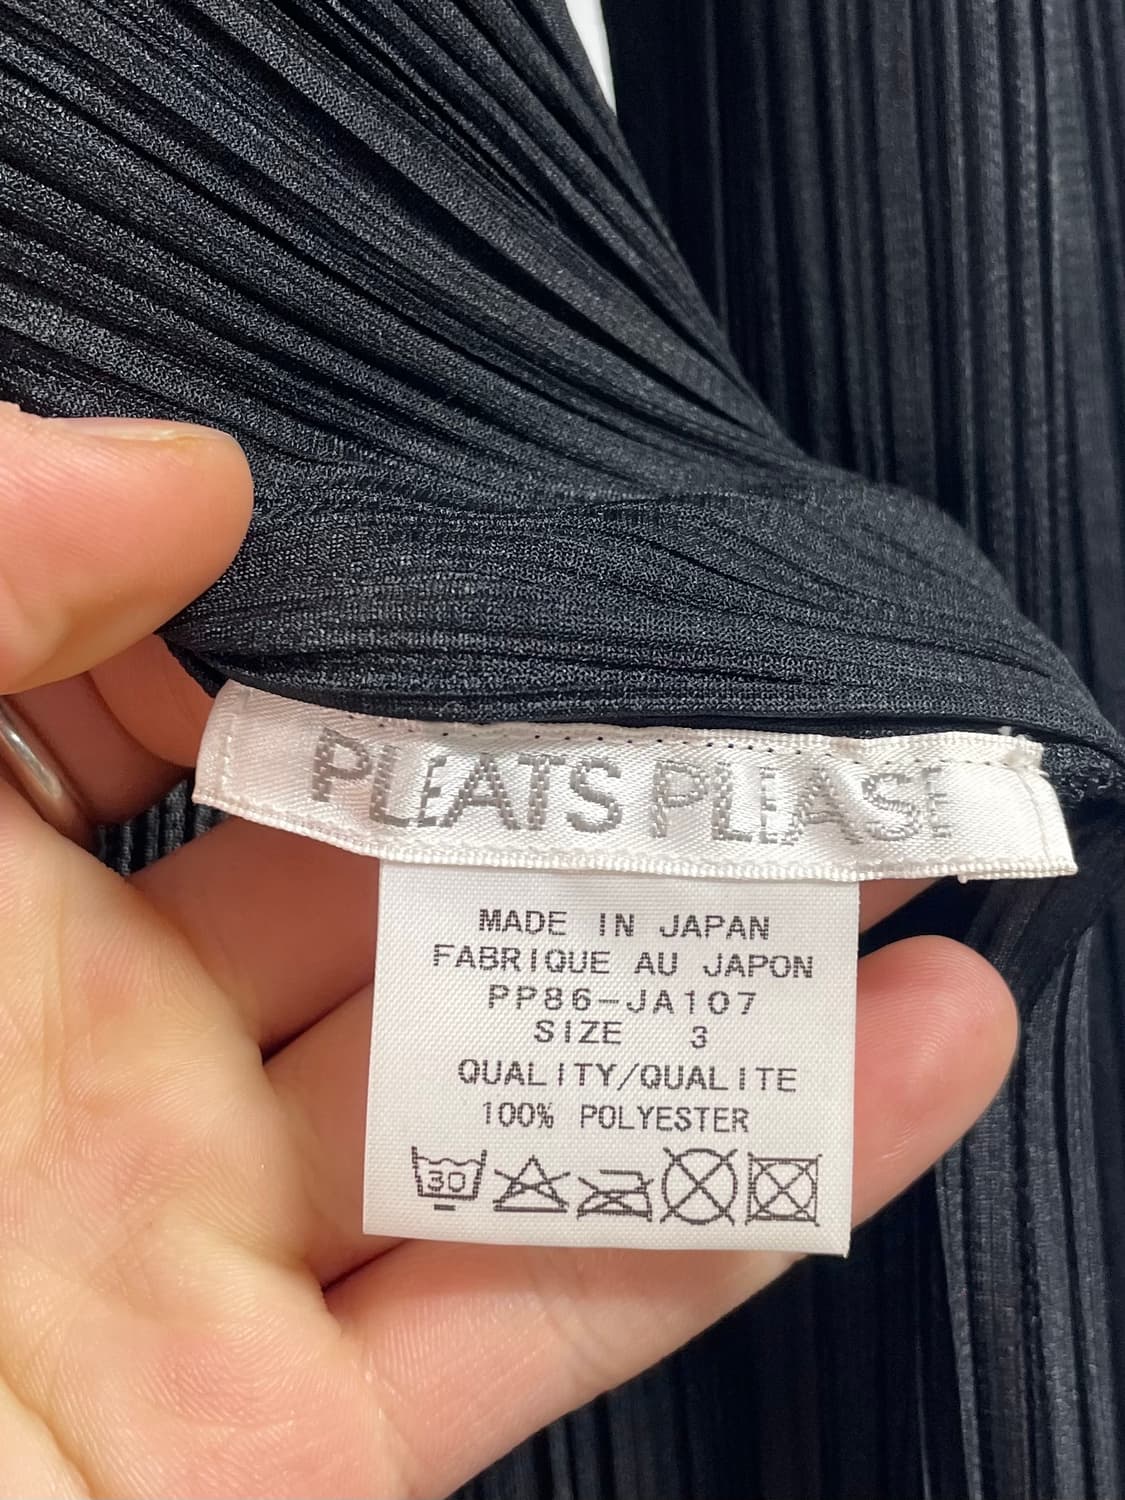 PLEATS PLEASE
MADE IN JAPAN
FABRIQUE AU JAPON
PP86-JA107
SIZE 3
QUALITY/QUALITE
100% POLYESTER
30